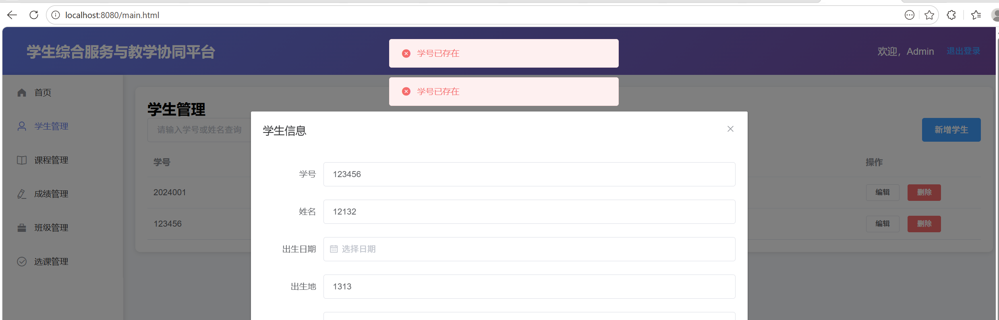 localhost:8080/main.html
学生综合服务与教学协同平台
欢迎，Admin 退出登录
学号已存在
学号已存在
首页
学生管理
课程管理
成绩管理
班级管理
选课管理
学生管理
请输入学号或姓名查询
新增学生
学号 操作
2024001 编辑 删除
123456 编辑 删除
学生信息
学号 123456
姓名 12132
出生日期 选择日期
出生地 1313